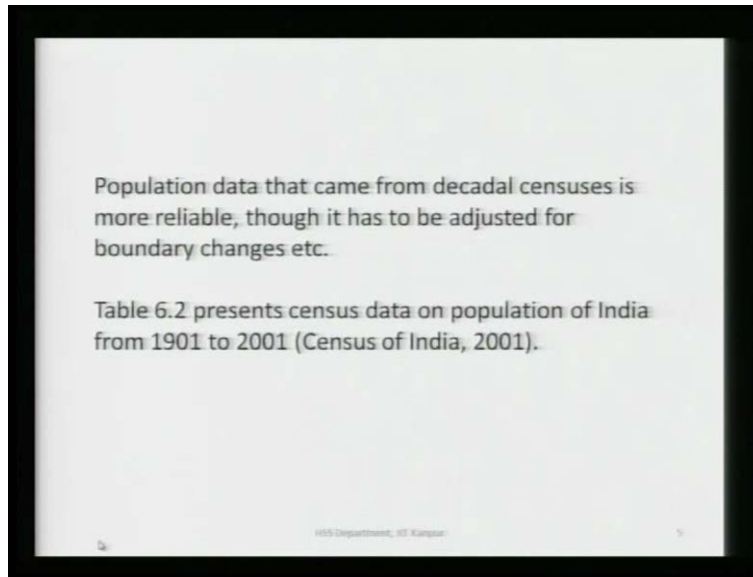 Population data that came from decadal censuses is
more reliable, though it has to be adjusted for
boundary changes etc.
Table 6.2 presents census data on population of India
from 1901 to 2001 (Census of India, 2001).
HSS Department, IIT Kanpur
5